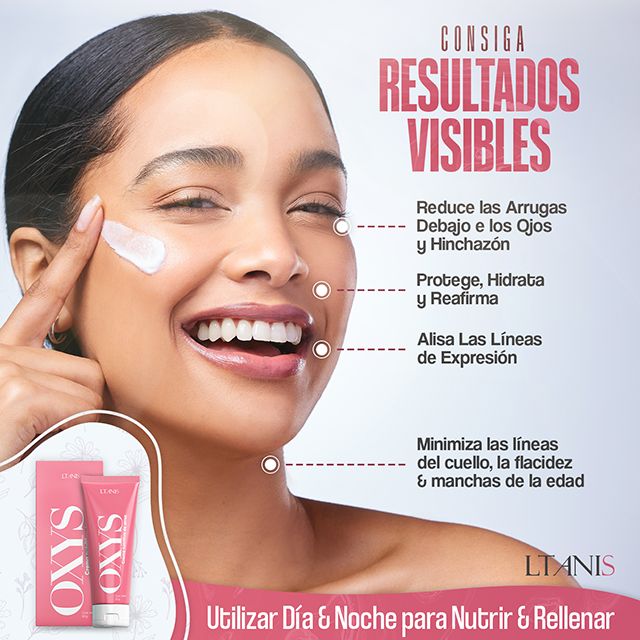 CONSIGA
RESULTADOS
VISIBLES
Reduce las Arrugas
Debajo e los Ojos
y Hinchazón
Protege, Hidrata
y Reafirma
Alisa Las Líneas
de Expresión
Minimiza las líneas
del cuello, la flacidez
& manchas de la edad
LTANIS
OXYS
LTANIS
OXYS
LTANIS
Utilizar Día & Noche para Nutrir & Rellenar